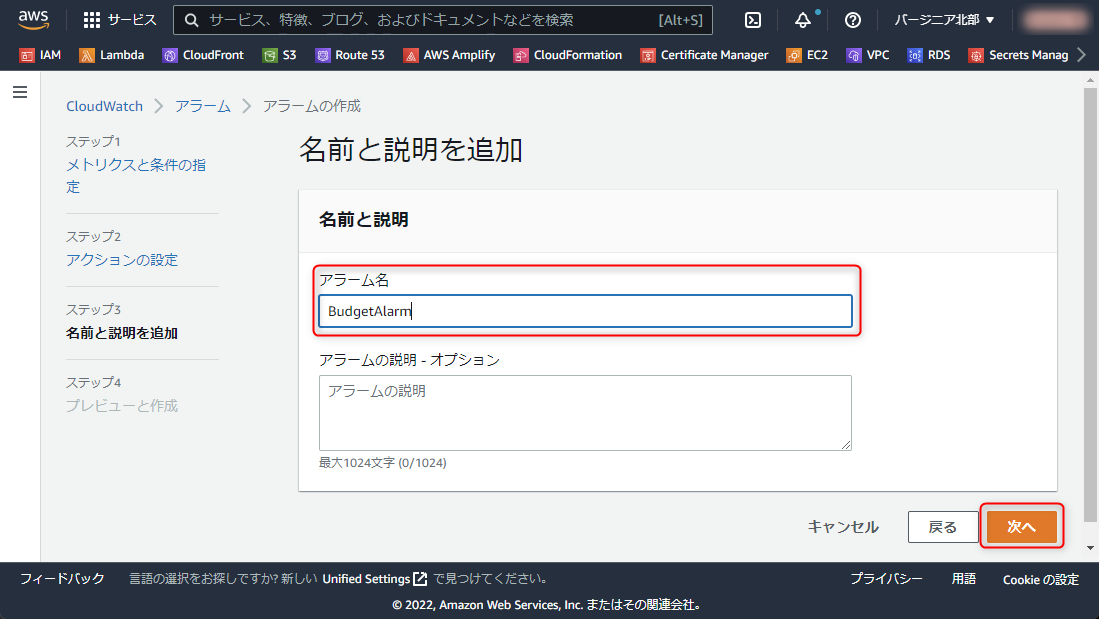 aws サービス サービス、特徴、ブログ、およびドキュメントなどを検索 [Alt+S] バージニア北部 ▼
IAM Lambda CloudFront S3 Route 53 AWS Amplify CloudFormation Certificate Manager EC2 VPC RDS Secrets Manag
CloudWatch > アラーム > アラームの作成
ステップ1
メトリクスと条件の指
定
ステップ2
アクションの設定
ステップ3
名前と説明を追加
ステップ4
プレビューと作成
名前と説明を追加
名前と説明
アラーム名
BudgetAlarm
アラームの説明 - オプション
アラームの説明
最大1024文字 (0/1024)
キャンセル 戻る 次へ
フィードバック 言語の選択をお探しですか? 新しい Unified Settings で見つけてください。 プライバシー 用語 Cookie の設定
© 2022, Amazon Web Services, Inc. またはその関連会社。